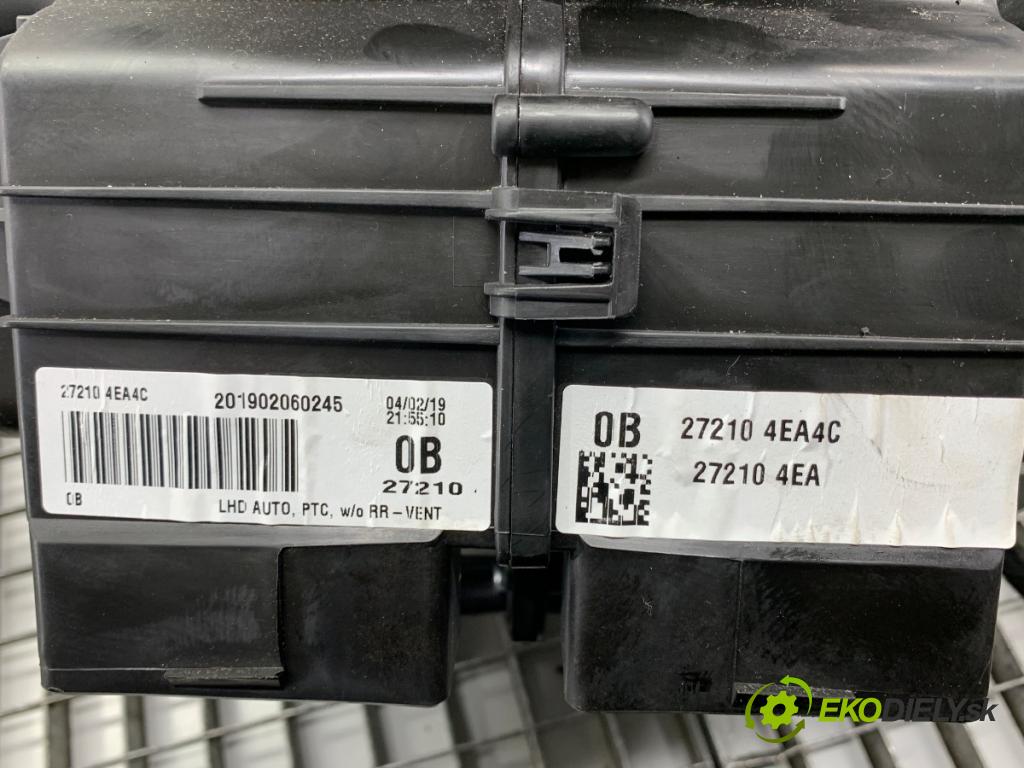 27210 4EA4C
201902060245
04/02/19
21:55:10
0B
27210
0B
LHD AUTO, PTC, w/o RR-VENT
0B
27210 4EA4C
27210 4EA
EKODIELY.sk